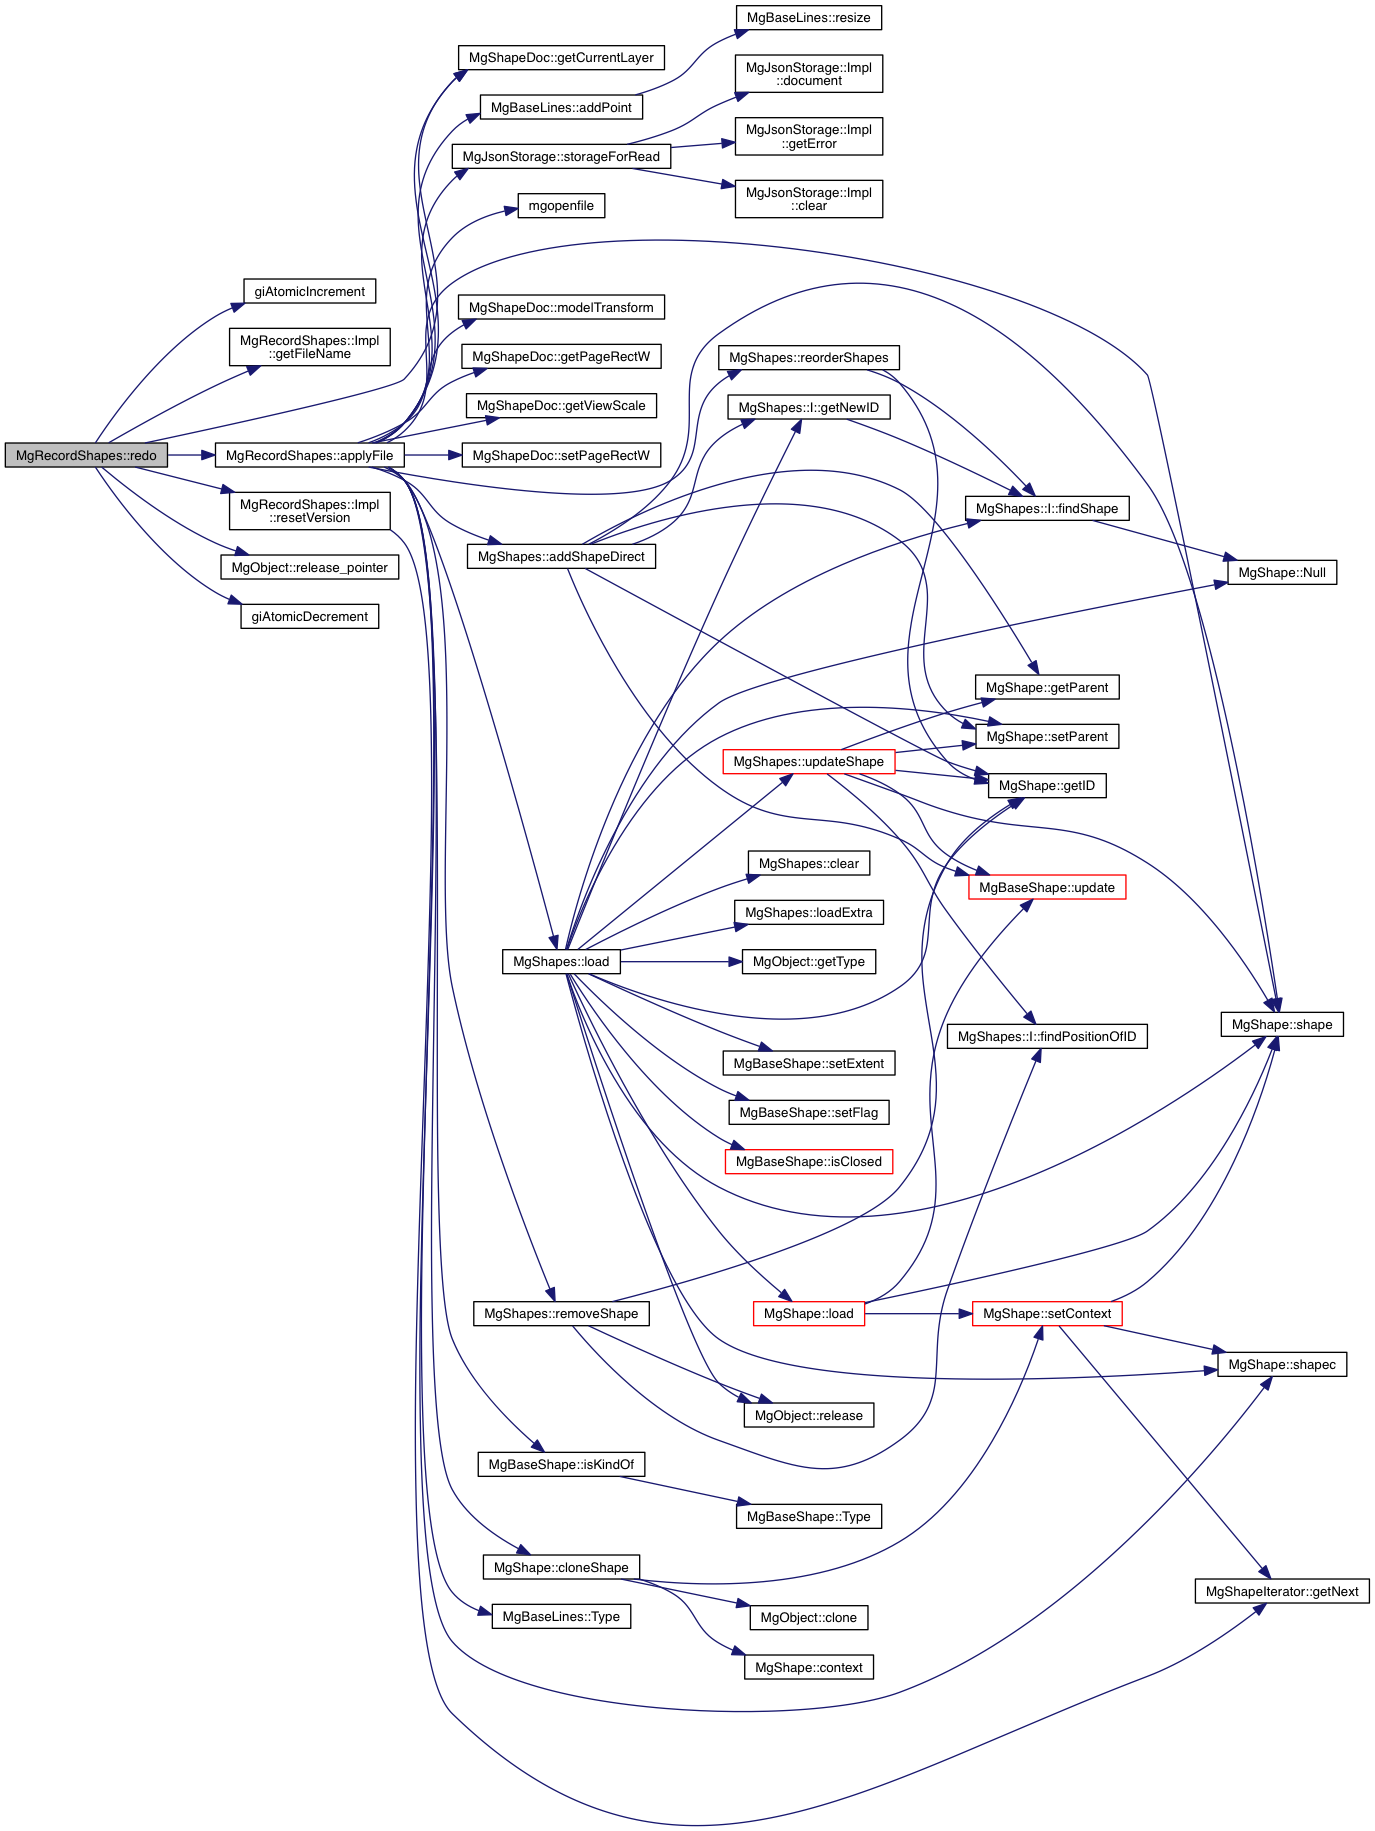 MgRecordShapes::redo
giAtomicIncrement
MgRecordShapes::Impl
::getFileName
MgRecordShapes::applyFile
MgRecordShapes::Impl
::resetVersion
MgObject::release_pointer
giAtomicDecrement
MgShapeDoc::getCurrentLayer
MgBaseLines::addPoint
MgJsonStorage::storageForRead
mgopenfile
MgShapeDoc::modelTransform
MgShapeDoc::getPageRectW
MgShapeDoc::getViewScale
MgShapeDoc::setPageRectW
MgShapes::addShapeDirect
MgShapes::load
MgShapes::removeShape
MgBaseShape::isKindOf
MgShape::cloneShape
MgBaseLines::Type
MgBaseLines::resize
MgJsonStorage::Impl
::document
MgJsonStorage::Impl
::getError
MgJsonStorage::Impl
::clear
MgShapes::reorderShapes
MgShapes::I::getNewID
MgShapes::updateShape
MgShapes::clear
MgShapes::loadExtra
MgObject::getType
MgBaseShape::setExtent
MgBaseShape::setFlag
MgBaseShape::isClosed
MgShape::load
MgObject::release
MgBaseShape::Type
MgObject::clone
MgShape::context
MgShapes::I::findShape
MgShape::getParent
MgShape::setParent
MgShape::getID
MgBaseShape::update
MgShapes::I::findPositionOfID
MgShape::setContext
MgShape::Null
MgShape::shape
MgShape::shapec
MgShapeIterator::getNext